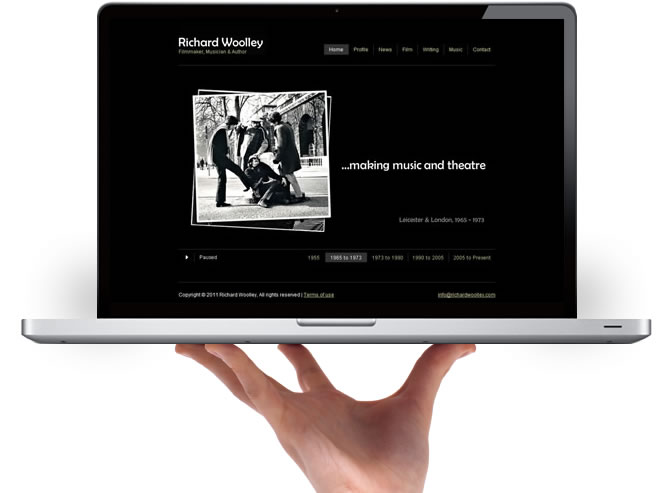 Richard Woolley
Filmmaker, Musician & Author
Home Profile News Film Writing Music Contact
...making music and theatre
Leicester & London, 1965 - 1973
Paused 1955 1965 to 1973 1973 to 1990 1990 to 2005 2005 to Present
Copyright © 2011 Richard Woolley. All rights reserved | Terms of use info@richardwoolley.com